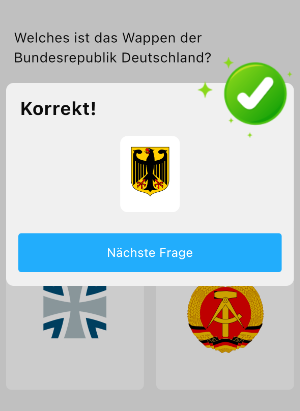 Welches ist das Wappen der
Bundesrepublik Deutschland?
Korrekt!
Nächste Frage